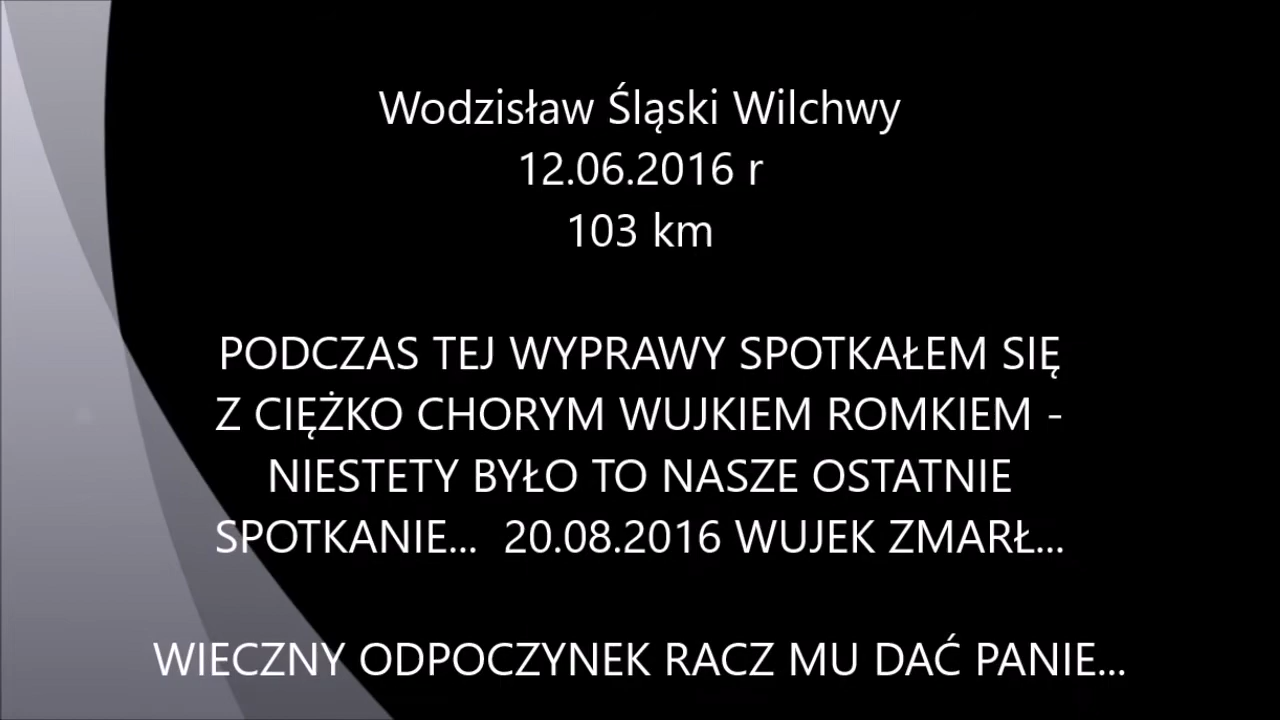 Wodzisław Śląski Wilchwy
12.06.2016 r
103 km
PODCZAS TEJ WYPRAWY SPOTKAŁEM SIĘ
Z CIĘŻKO CHORYM WUJKIEM ROMKIEM -
NIESTETY BYŁO TO NASZE OSTATNIE
SPOTKANIE... 20.08.2016 WUJEK ZMARŁ...
WIECZNY ODPOCZYNEK RACZ MU DAĆ PANIE...